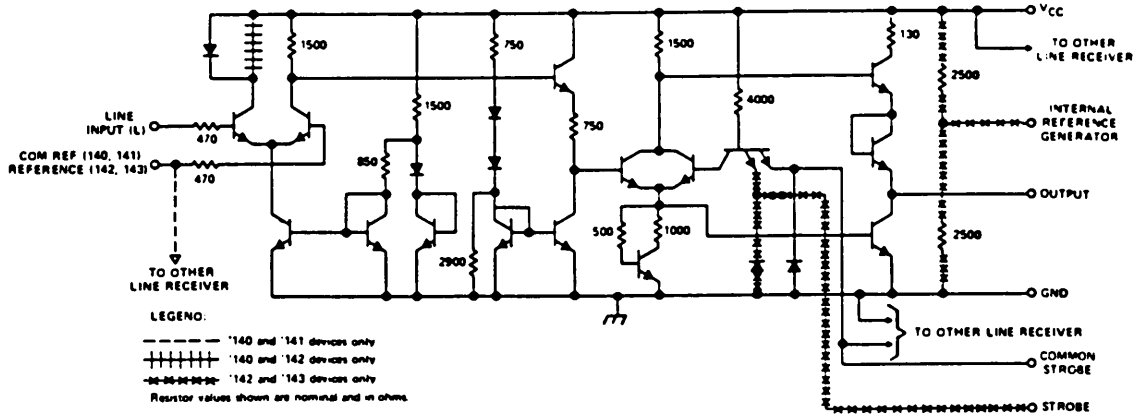 VCC
1500
750
1500
130
TO OTHER
LINE RECEIVER
2500
1500
4000
LINE
INPUT (L)
470
INTERNAL
REFERENCE
GENERATOR
750
COM REF (140, 141)
REFERENCE (142, 143)
470
850
OUTPUT
500
1000
2500
2900
TO OTHER
LINE RECEIVER
GND
LEGEND:
'140 and '141 devices only
'140 and '142 devices only
'142 and '143 devices only
Resistor values shown are nominal and in ohms.
TO OTHER LINE RECEIVER
COMMON
STROBE
STROBE